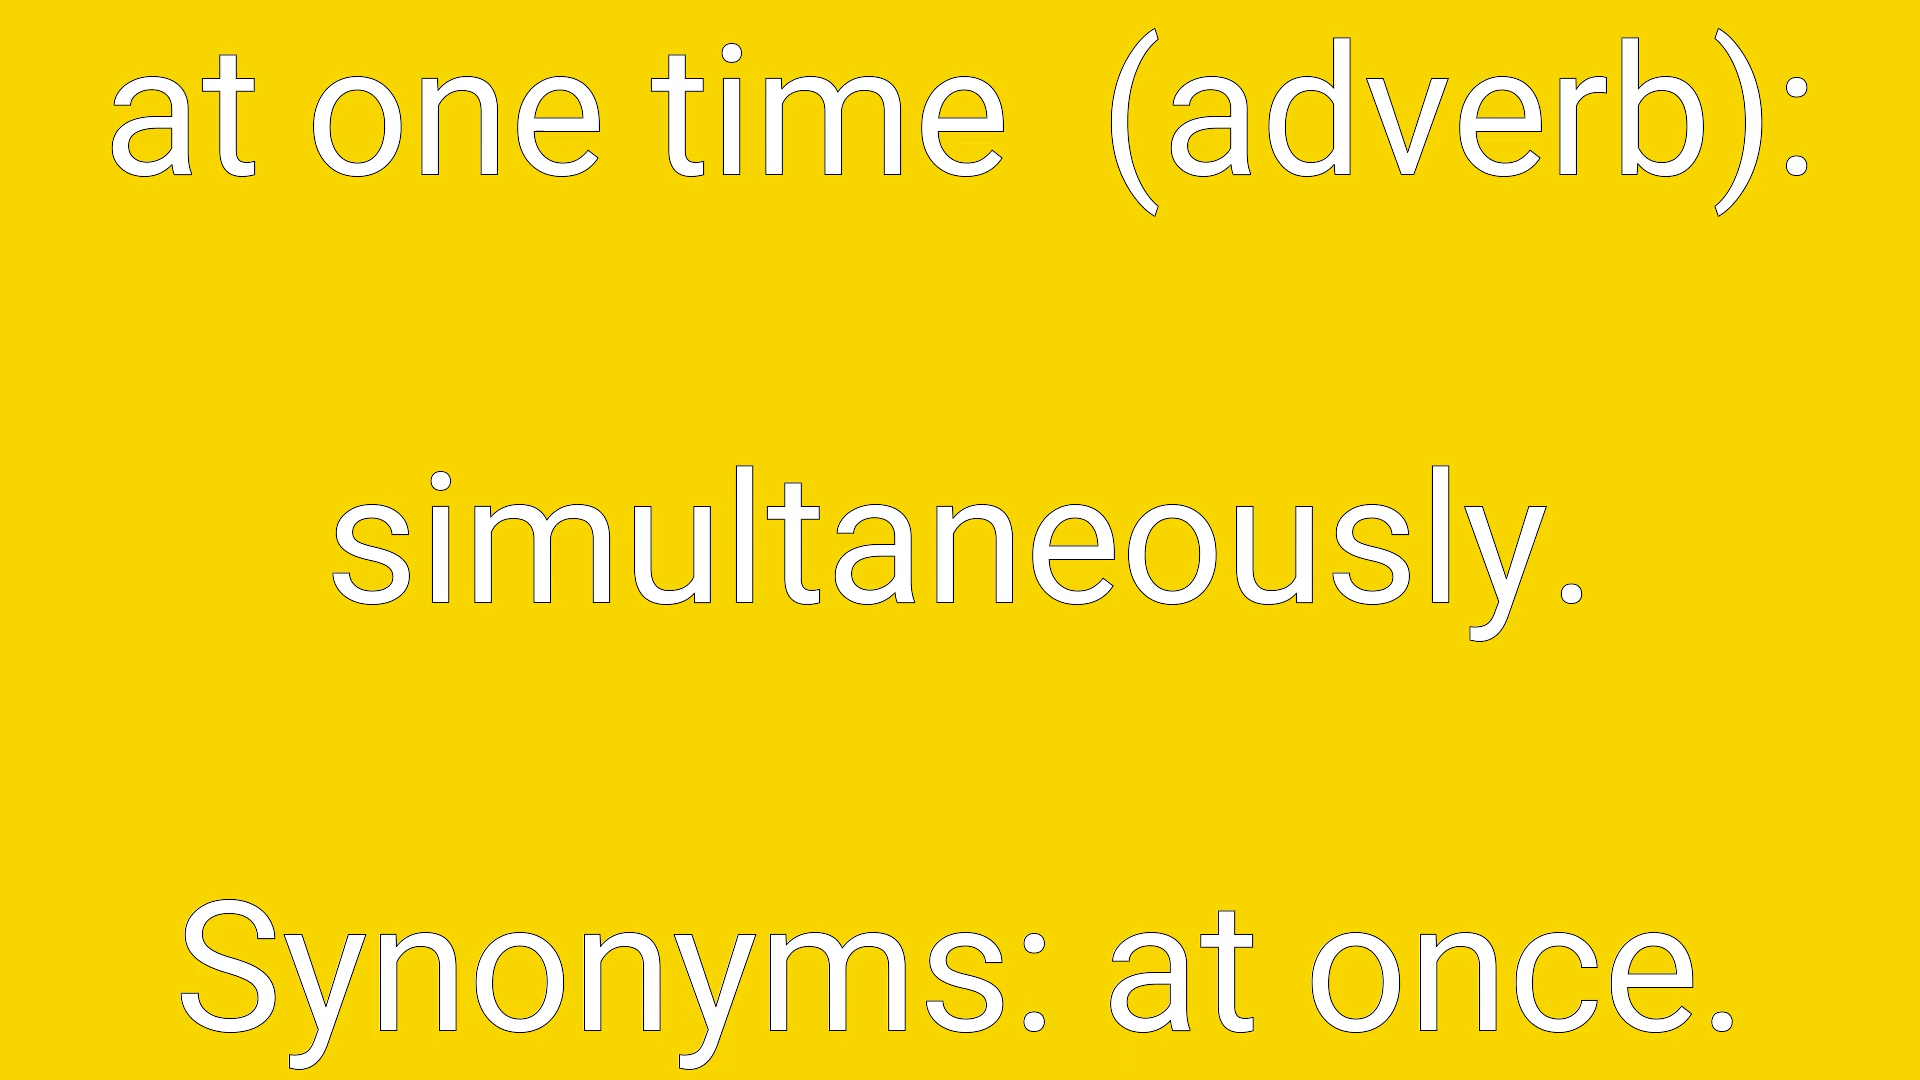 at one time  (adverb):
simultaneously.
Synonyms: at once.